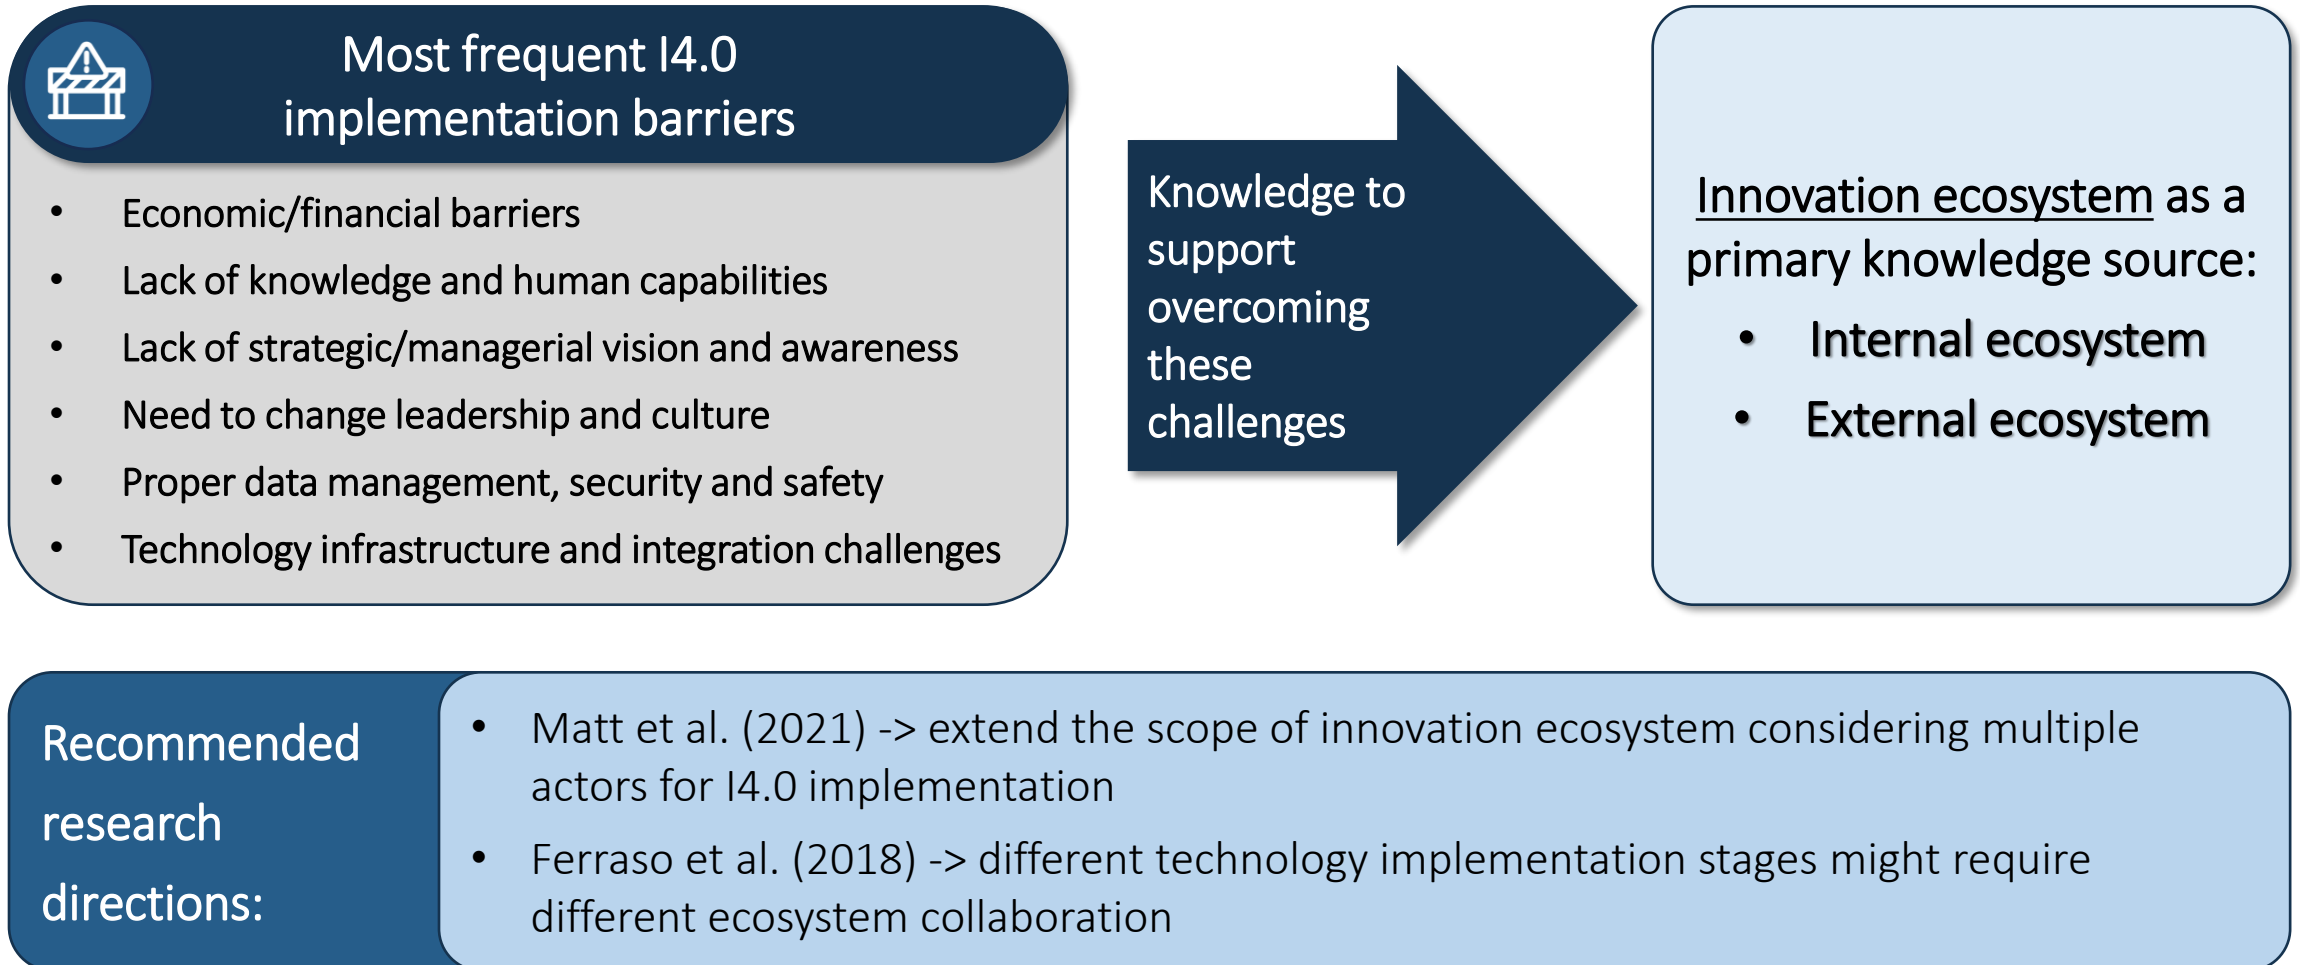 Most frequent I4.0
implementation barriers
• Economic/financial barriers
• Lack of knowledge and human capabilities
• Lack of strategic/managerial vision and awareness
• Need to change leadership and culture
• Proper data management, security and safety
• Technology infrastructure and integration challenges
Knowledge to
support
overcoming
these
challenges
Innovation ecosystem as a
primary knowledge source:
• Internal ecosystem
• External ecosystem
Recommended
research
directions:
• Matt et al. (2021) -> extend the scope of innovation ecosystem considering multiple
actors for I4.0 implementation
• Ferraso et al. (2018) -> different technology implementation stages might require
different ecosystem collaboration